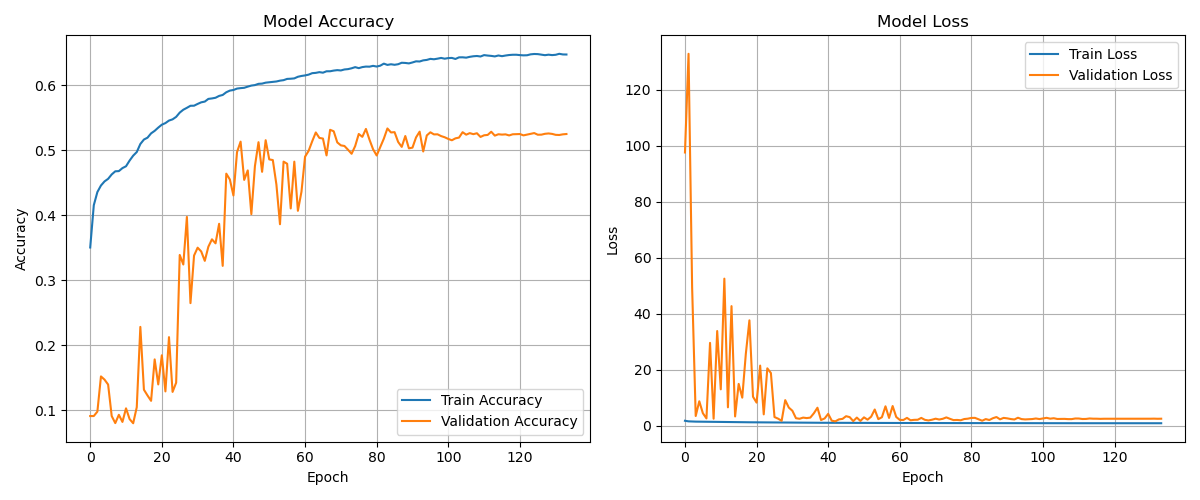 Model Accuracy
Accuracy
0.6
0.5
0.4
0.3
0.2
0.1
0 20 40 60 80 100 120
Epoch
Train Accuracy
Validation Accuracy
Model Loss
Loss
120
100
80
60
40
20
0
0 20 40 60 80 100 120
Epoch
Train Loss
Validation Loss